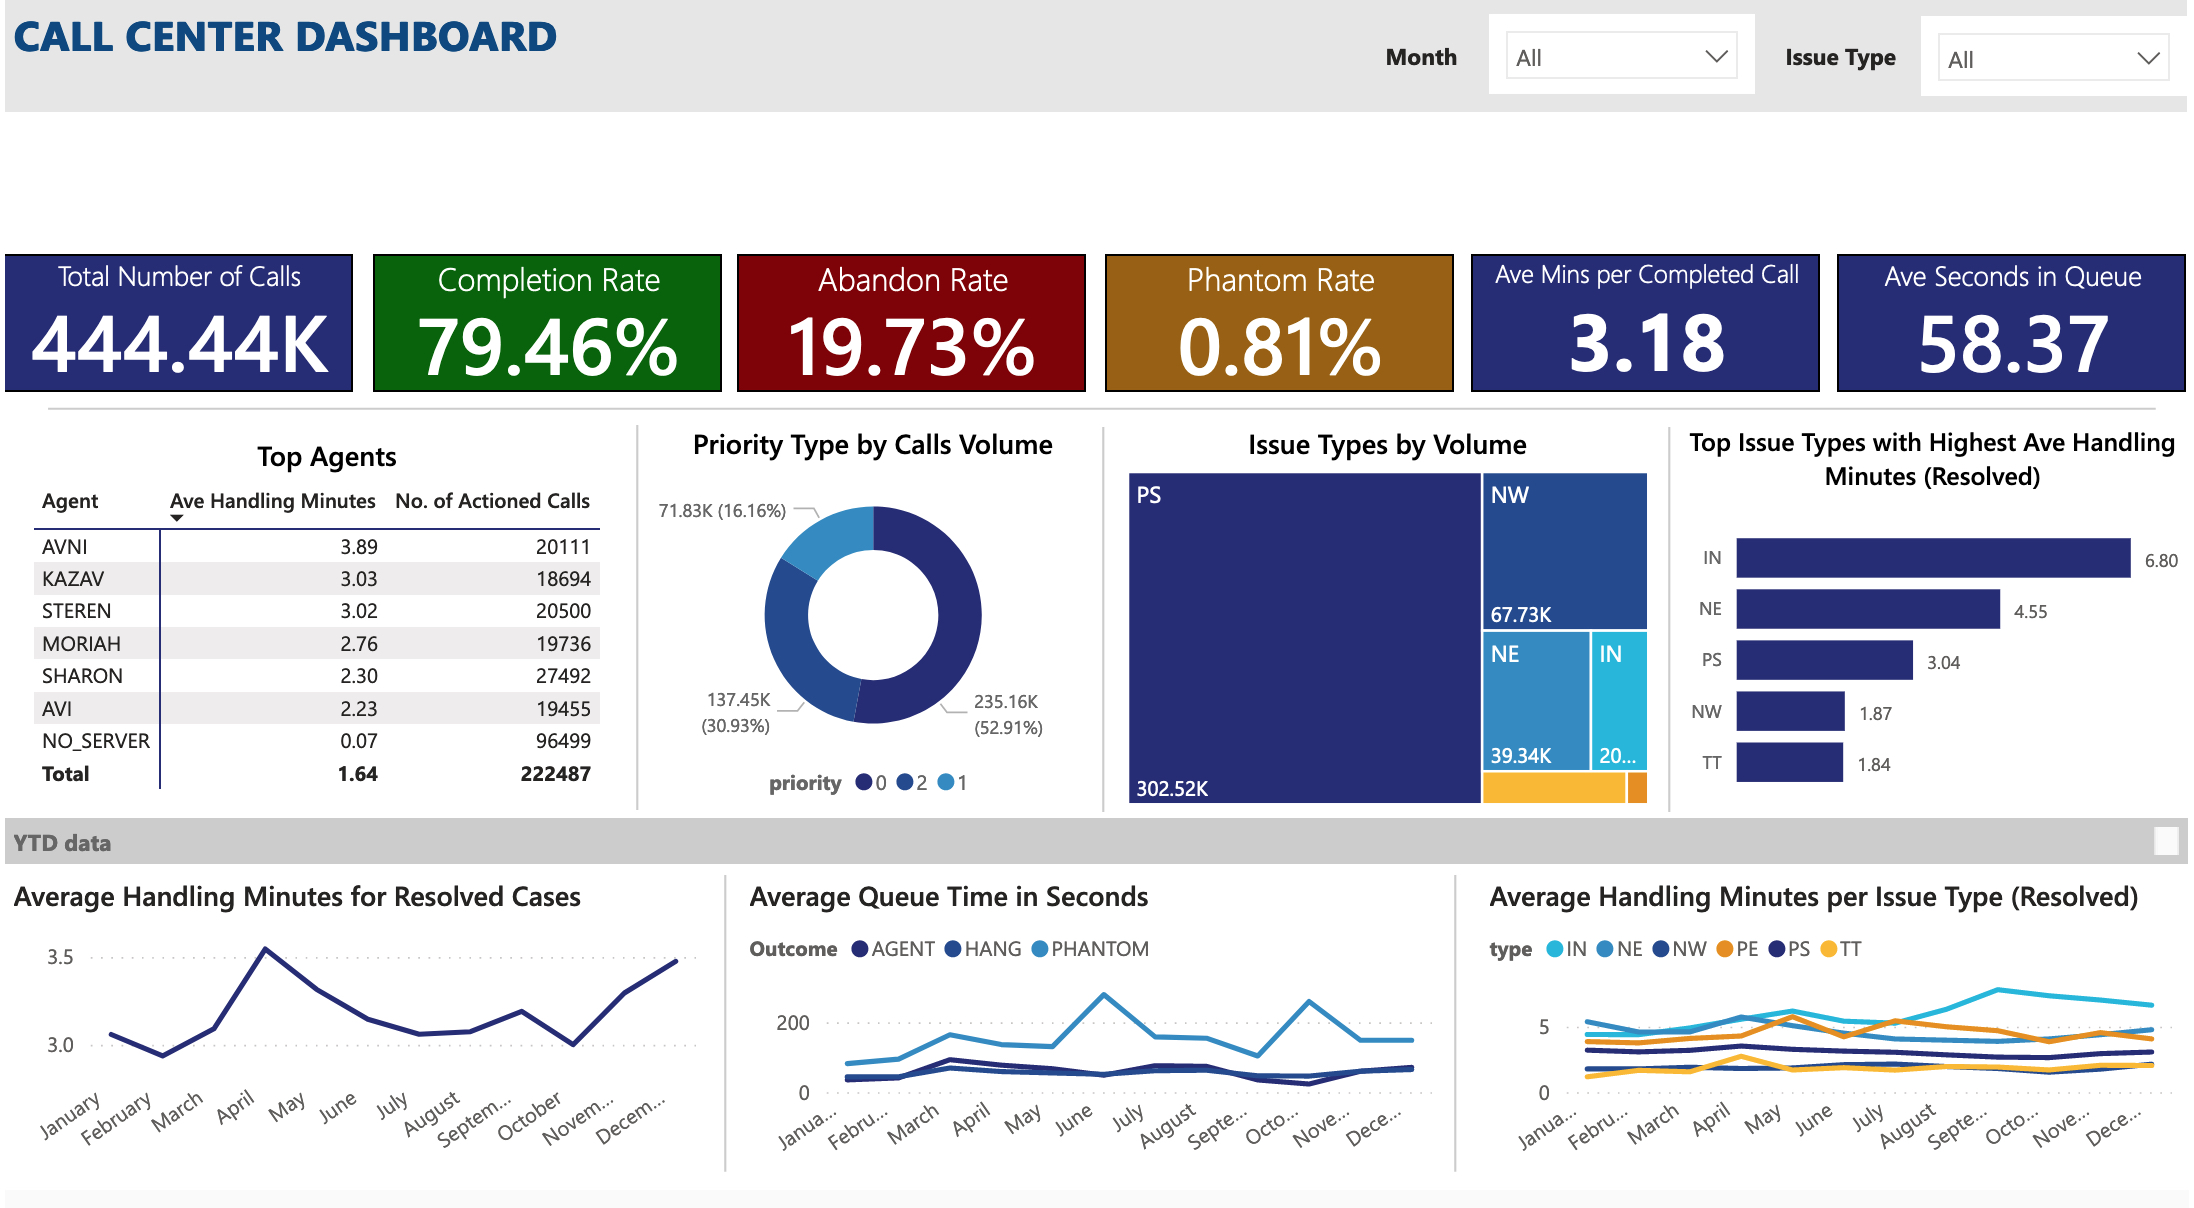 CALL CENTER DASHBOARD
Month
All
Issue Type
All
Total Number of Calls
444.44K
Completion Rate
79.46%
Abandon Rate
19.73%
Phantom Rate
0.81%
Ave Mins per Completed Call
3.18
Ave Seconds in Queue
58.37
Top Agents
Agent Ave Handling Minutes No. of Actioned Calls
AVNI 3.89 20111
KAZAV 3.03 18694
STEREN 3.02 20500
MORIAH 2.76 19736
SHARON 2.30 27492
AVI 2.23 19455
NO_SERVER 0.07 96499
Total 1.64 222487
Priority Type by Calls Volume
71.83K (16.16%)
137.45K
(30.93%)
235.16K
(52.91%)
priority 0 2 1
Issue Types by Volume
PS
302.52K
NW
67.73K
NE
39.34K
IN
20...
Top Issue Types with Highest Ave Handling
Minutes (Resolved)
IN 6.80
NE 4.55
PS 3.04
NW 1.87
TT 1.84
YTD data
Average Handling Minutes for Resolved Cases
3.5
3.0
January February March April May June July August Septem... October Novem... Decem...
Average Queue Time in Seconds
Outcome AGENT HANG PHANTOM
200
0
Janua... Febru... March April May June July August Septe... Octo... Nove... Dece...
Average Handling Minutes per Issue Type (Resolved)
type IN NE NW PE PS TT
5
0
Janua... Febru... March April May June July August Septe... Octo... Nove... Dece...